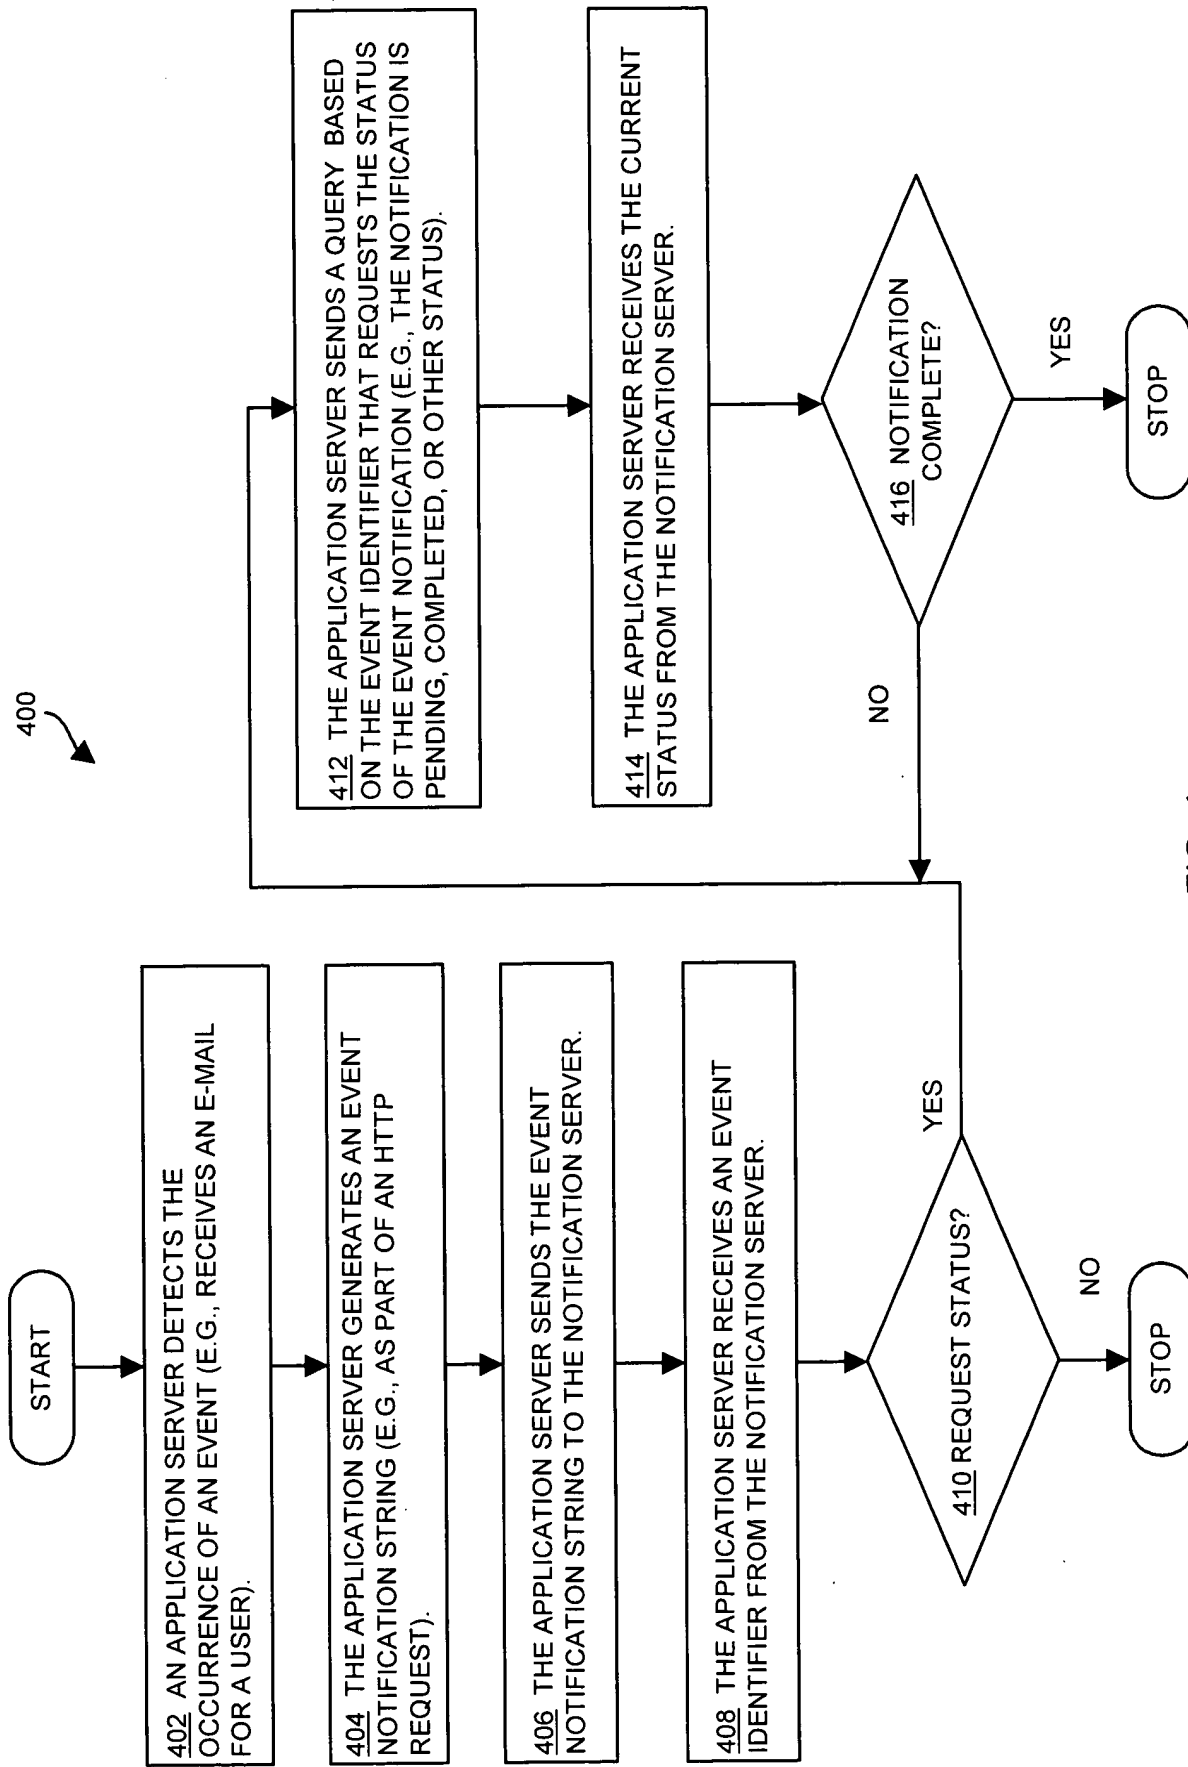 400
START
402 AN APPLICATION SERVER DETECTS THE
OCCURRENCE OF AN EVENT (E.G., RECEIVES AN E-MAIL
FOR A USER).
404 THE APPLICATION SERVER GENERATES AN EVENT
NOTIFICATION STRING (E.G., AS PART OF AN HTTP
REQUEST).
406 THE APPLICATION SERVER SENDS THE EVENT
NOTIFICATION STRING TO THE NOTIFICATION SERVER.
408 THE APPLICATION SERVER RECEIVES AN EVENT
IDENTIFIER FROM THE NOTIFICATION SERVER.
410 REQUEST STATUS?
YES
NO
STOP
412 THE APPLICATION SERVER SENDS A QUERY BASED
ON THE EVENT IDENTIFIER THAT REQUESTS THE STATUS
OF THE EVENT NOTIFICATION (E.G., THE NOTIFICATION IS
PENDING, COMPLETED, OR OTHER STATUS).
414 THE APPLICATION SERVER RECEIVES THE CURRENT
STATUS FROM THE NOTIFICATION SERVER.
416 NOTIFICATION
COMPLETE?
NO
YES
STOP